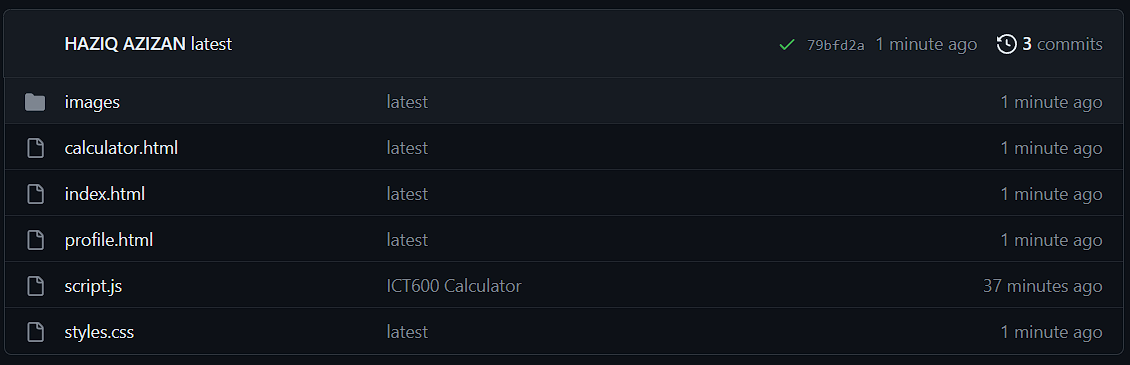 HAZIQ AZIZAN latest 79bfd2a 1 minute ago 3 commits
images latest 1 minute ago
calculator.html latest 1 minute ago
index.html latest 1 minute ago
profile.html latest 1 minute ago
script.js ICT600 Calculator 37 minutes ago
styles.css latest 1 minute ago